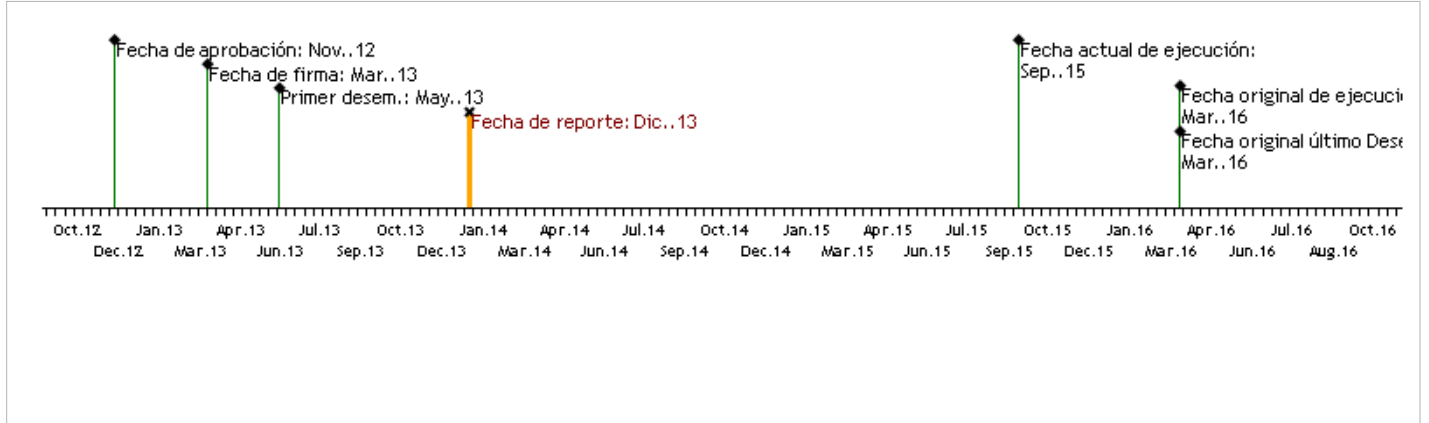 Fecha de aprobación: Nov..12
Fecha de firma: Mar..13
Primer desem.: May..13
Fecha de reporte: Dic..13
Fecha actual de ejecución:
Sep..15
Fecha original de ejecuci
Mar..16
Fecha original último Dese
Mar..16
Oct.12 Jan.13 Apr.13 Jul.13 Oct.13 Jan.14 Apr.14 Jul.14 Oct.14 Jan.15 Apr.15 Jul.15 Oct.15 Jan.16 Apr.16 Jul.16 Oct.16
Dec.12 Mar.13 Jun.13 Sep.13 Dec.13 Mar.14 Jun.14 Sep.14 Dec.14 Mar.15 Jun.15 Sep.15 Dec.15 Mar.16 Jun.16 Aug.16